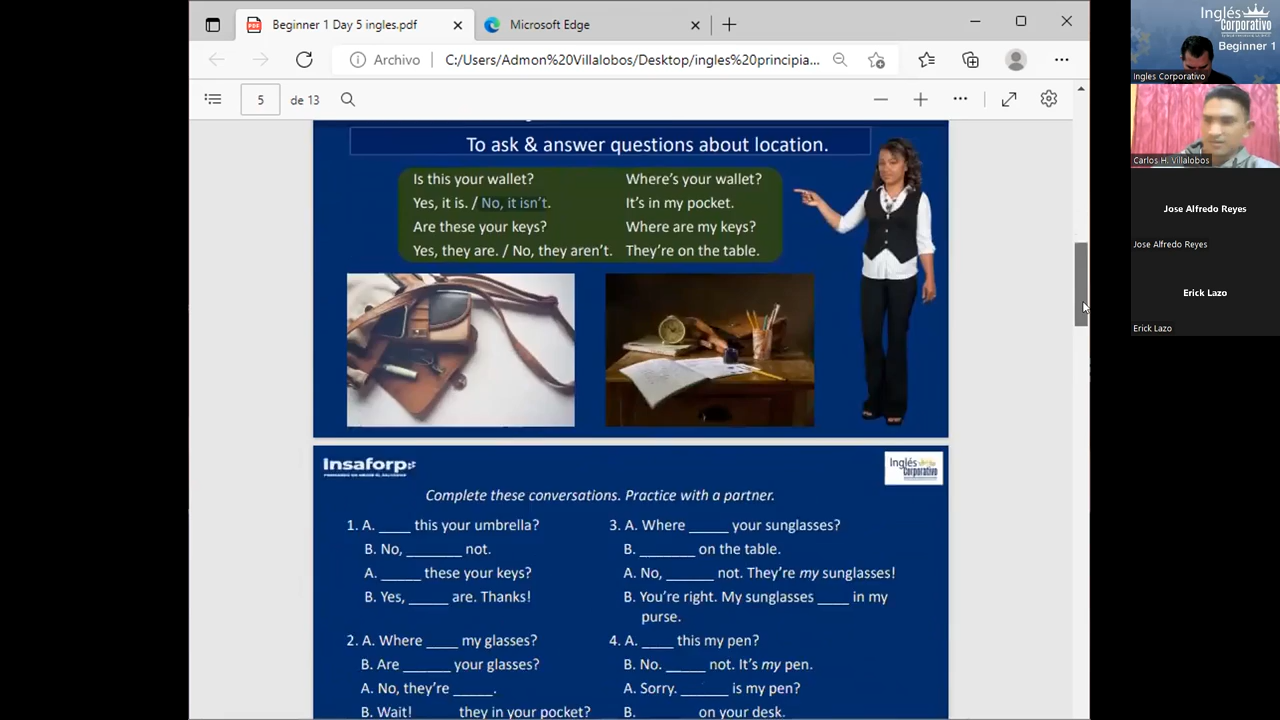 Beginner 1 Day 5 ingles.pdf
Microsoft Edge
Archivo
C:/Users/Admon%20Villalobos/Desktop/ingles%20principia...
5
de 13
To ask & answer questions about location.
Is this your wallet?
Where's your wallet?
Yes, it is. / No, it isn't.
It's in my pocket.
Are these your keys?
Where are my keys?
Yes, they are. / No, they aren't.
They're on the table.
Insaforp
Inglés
Corporativo
Complete these conversations. Practice with a partner.
1. A. ____ this your umbrella?
B. No, _______ not.
A. _____ these your keys?
B. Yes, _____ are. Thanks!
2. A. Where ____ my glasses?
B. Are ______ your glasses?
A. No, they're _____.
B. Wait! _____ they in your pocket?
3. A. Where _____ your sunglasses?
B. _______ on the table.
A. No, ______ not. They're my sunglasses!
B. You're right. My sunglasses ____ in my
purse.
4. A. ____ this my pen?
B. No. _____ not. It's my pen.
A. Sorry. ______ is my pen?
B. ______ on your desk.
Inglés
Corporativo
Beginner 1
Ingles Corporativo
Carlos H. Villalobos
Jose Alfredo Reyes
Jose Alfredo Reyes
Erick Lazo
Erick Lazo